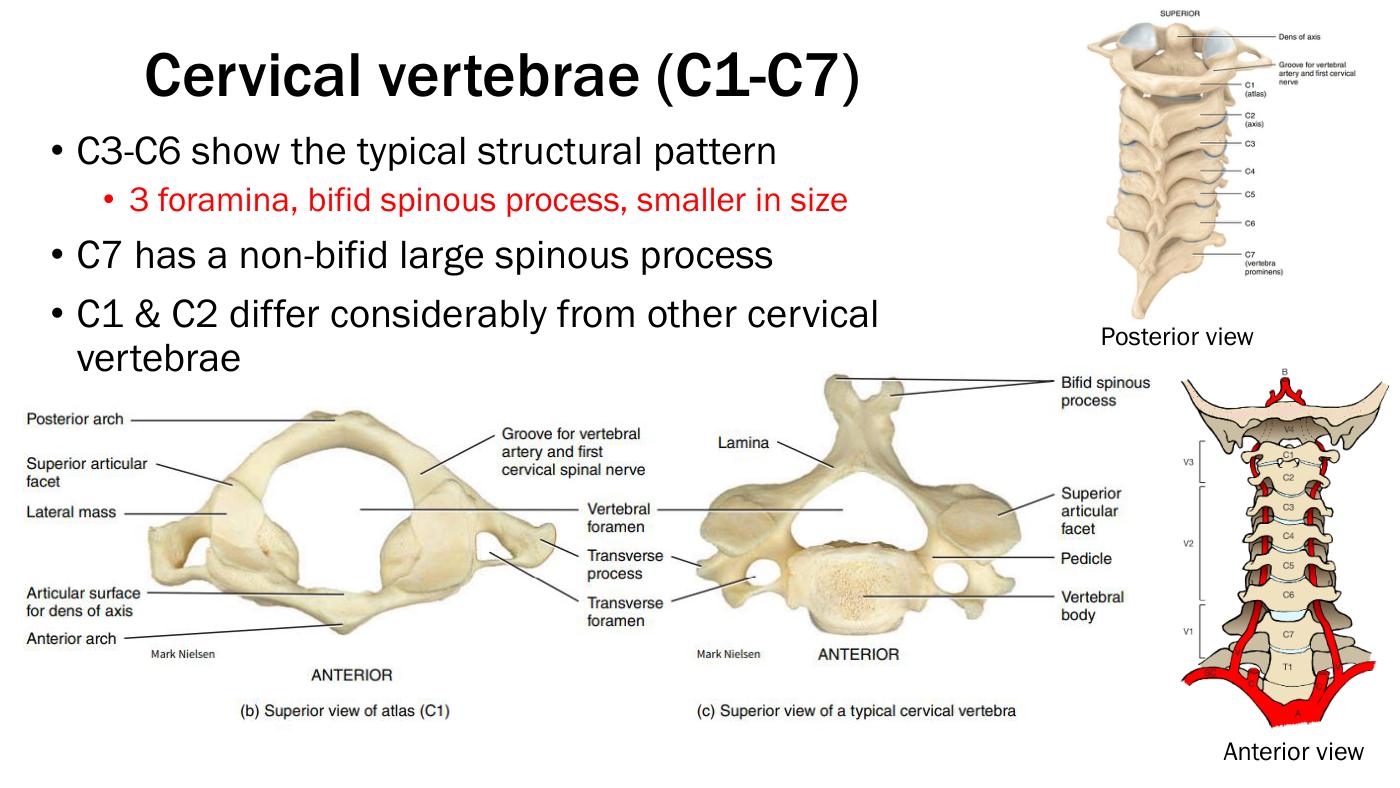 Cervical vertebrae (C1-C7)
• C3-C6 show the typical structural pattern
• 3 foramina, bifid spinous process, smaller in size
• C7 has a non-bifid large spinous process
• C1 & C2 differ considerably from other cervical
vertebrae
SUPERIOR
Dens of axis
Groove for vertebral
artery and first cervical
nerve
C1
(atlas)
C2
(axis)
C3
C4
C5
C6
C7
(vertebra
prominens)
Posterior view
Posterior arch
Superior articular
facet
Lateral mass
Articular surface
for dens of axis
Anterior arch
Mark Nielsen
ANTERIOR
(b) Superior view of atlas (C1)
Groove for vertebral
artery and first
cervical spinal nerve
Vertebral
foramen
Transverse
process
Transverse
foramen
Lamina
Bifid spinous
process
Superior
articular
facet
Pedicle
Vertebral
body
Mark Nielsen
ANTERIOR
(c) Superior view of a typical cervical vertebra
B
V4
V3
C1
C2
V2
C3
C4
C5
C6
V1
C7
T1
A
Anterior view